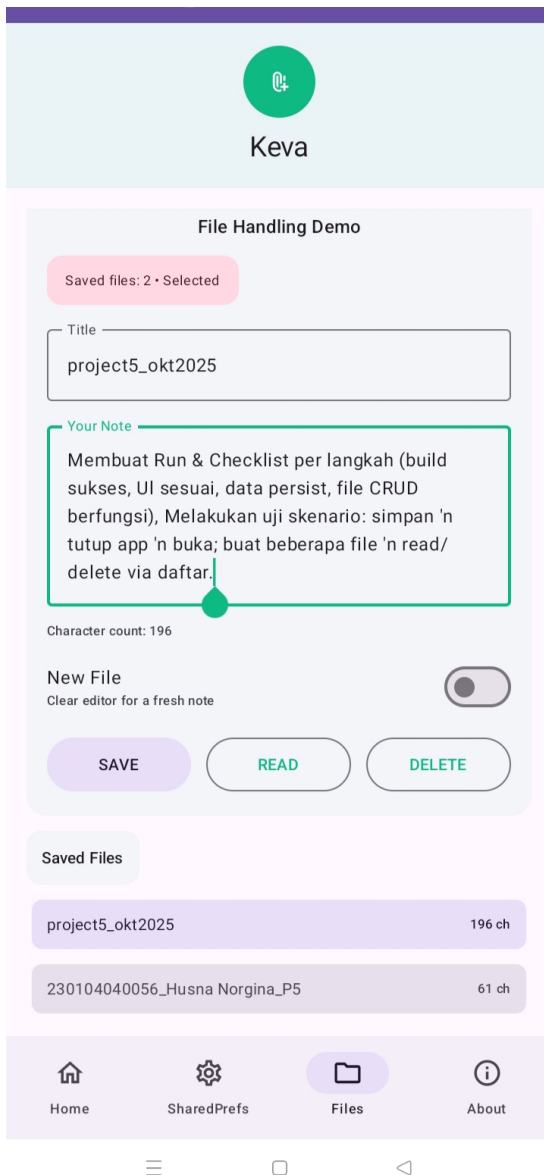 Keva
File Handling Demo
Saved files: 2 • Selected
Title
project5_okt2025
Your Note
Membuat Run & Checklist per langkah (build
sukses, UI sesuai, data persist, file CRUD
berfungsi), Melakukan uji skenario: simpan 'n
tutup app 'n buka; buat beberapa file 'n read/
delete via daftar.
Character count: 196
New File
Clear editor for a fresh note
SAVE
READ
DELETE
Saved Files
project5_okt2025
196 ch
230104040056_Husna Norgina_P5
61 ch
Home
SharedPrefs
Files
About